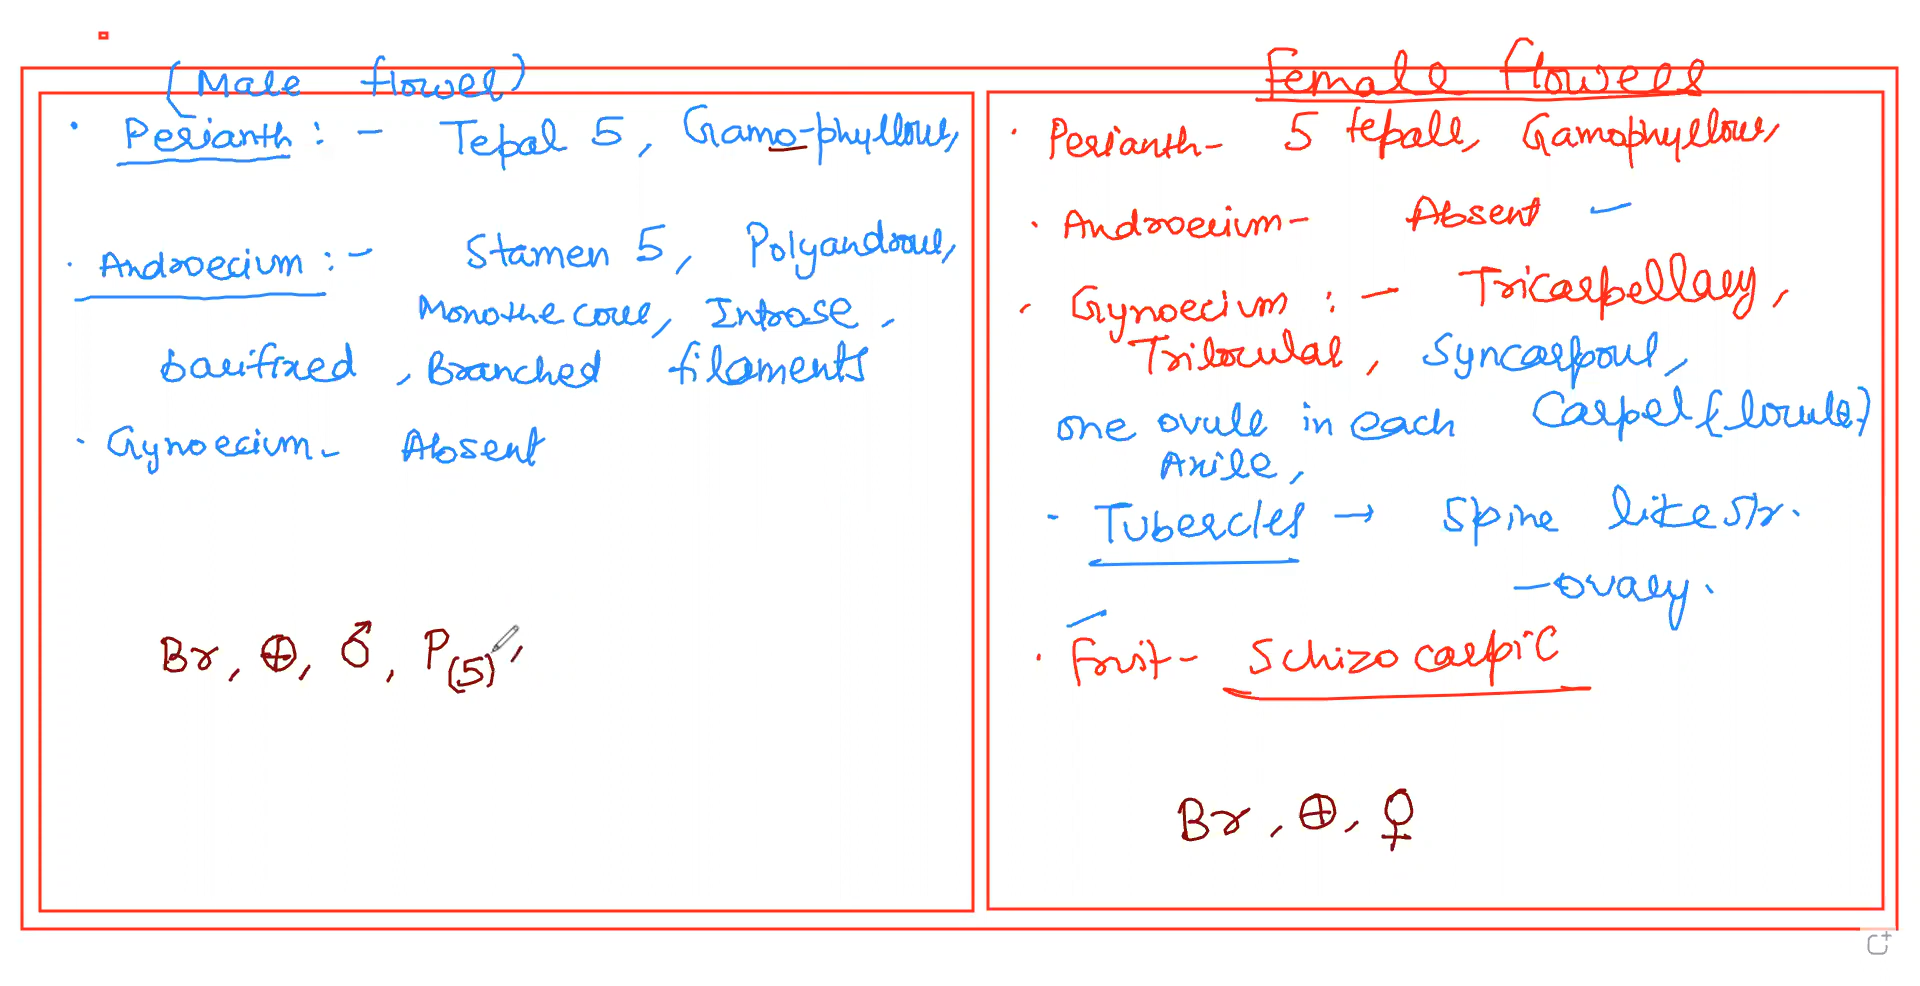 (Male flower)
• Perianth :- Tepal 5, Gamo-phyllous,
• Androecium :- Stamen 5, Polyandrous,
Monothecous, Introse,
basifixed, Branched filaments
• Gynoecium- Absent
Br, ⊕, ♂, P(5),
Female flowers
• Perianth- 5 tepals, Gamophyllous,
• Androecium- Absent -
• Gynoecium :- Tricarpellary,
Trilocular, Syncarpous,
one ovule in each Carpel (locule)
Axile,
• Tubercles → Spine like str.
-ovary.
• Fruit- Schizocarpic
Br, ⊕, ♀